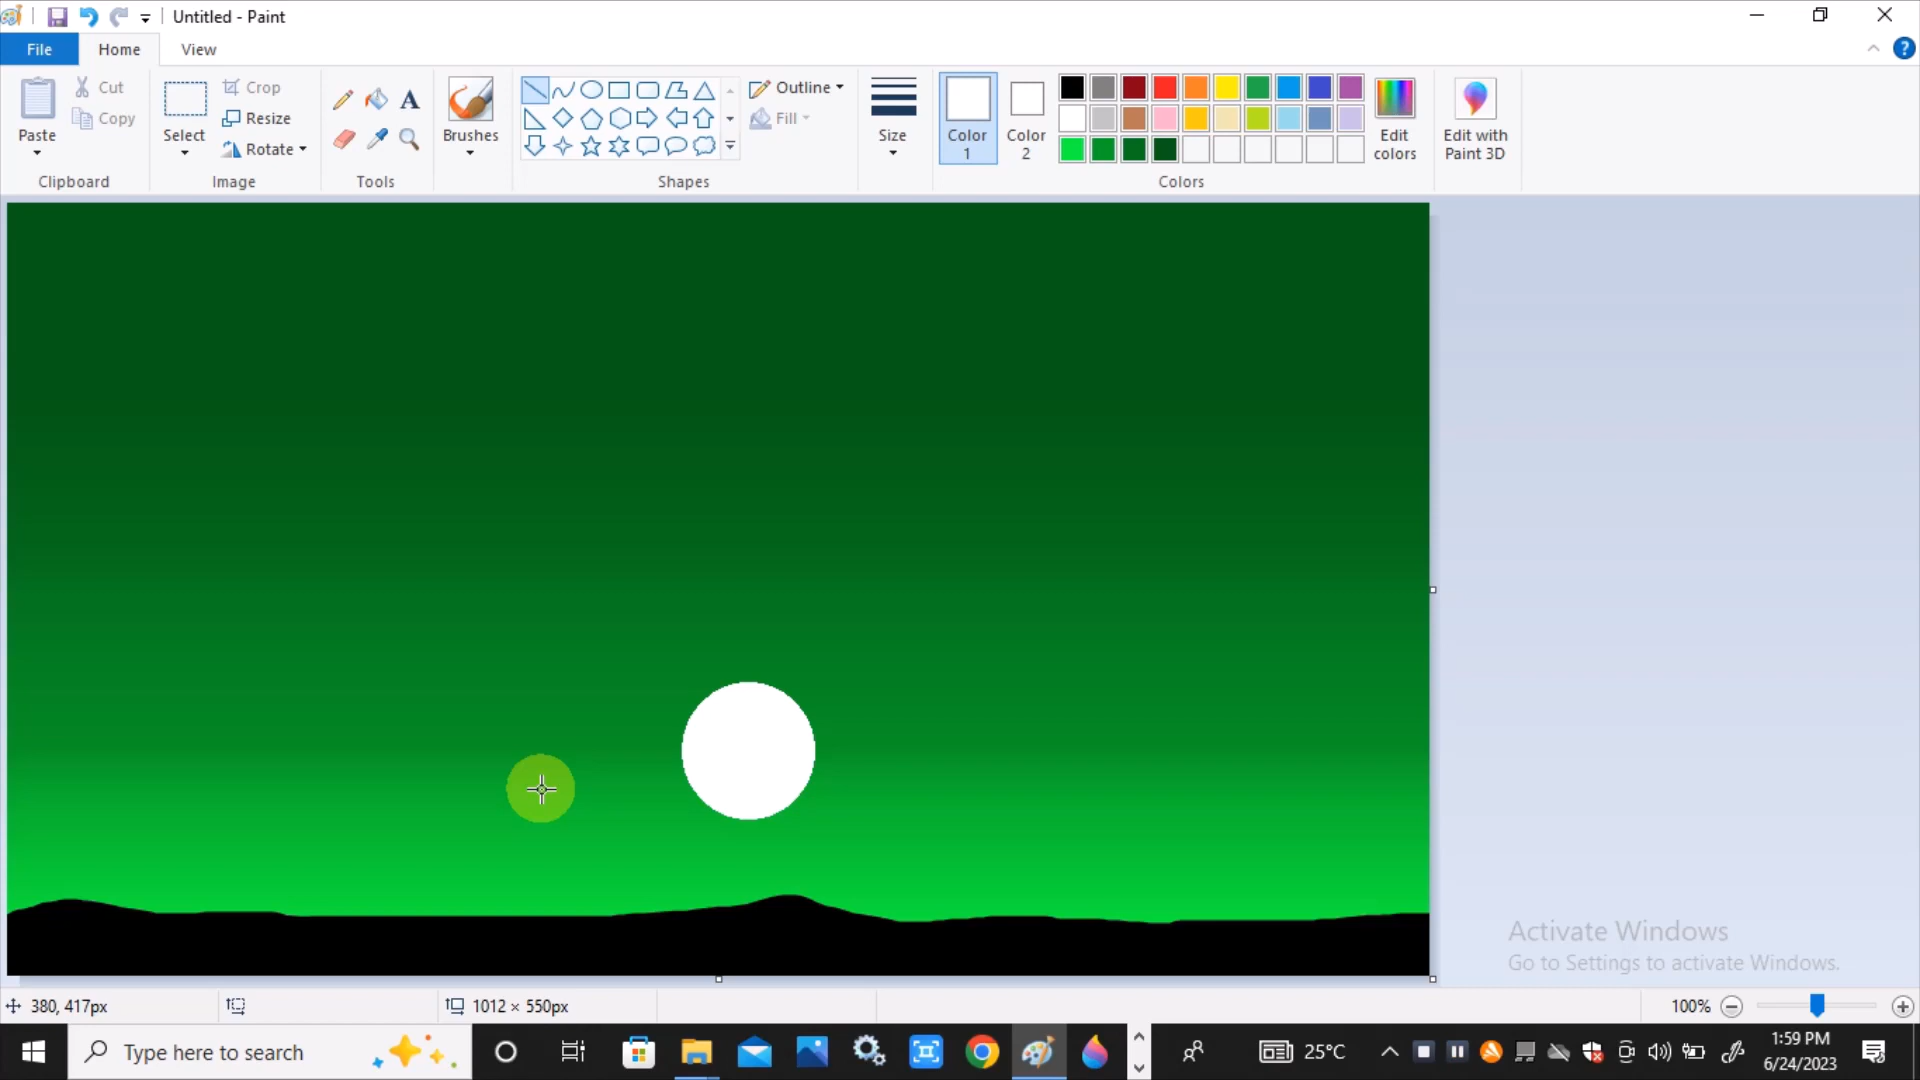 Untitled - Paint
File Home View
Paste
Cut
Copy
Clipboard
Select
Crop
Resize
Rotate
Image
A
Tools
Brushes
Outline
Fill
Shapes
Size
Color 1
Color 2
Edit colors
Colors
Edit with Paint 3D
?
Activate Windows
Go to Settings to activate Windows.
380, 417px
1012 × 550px
100%
Type here to search
25°C
1:59 PM
6/24/2023